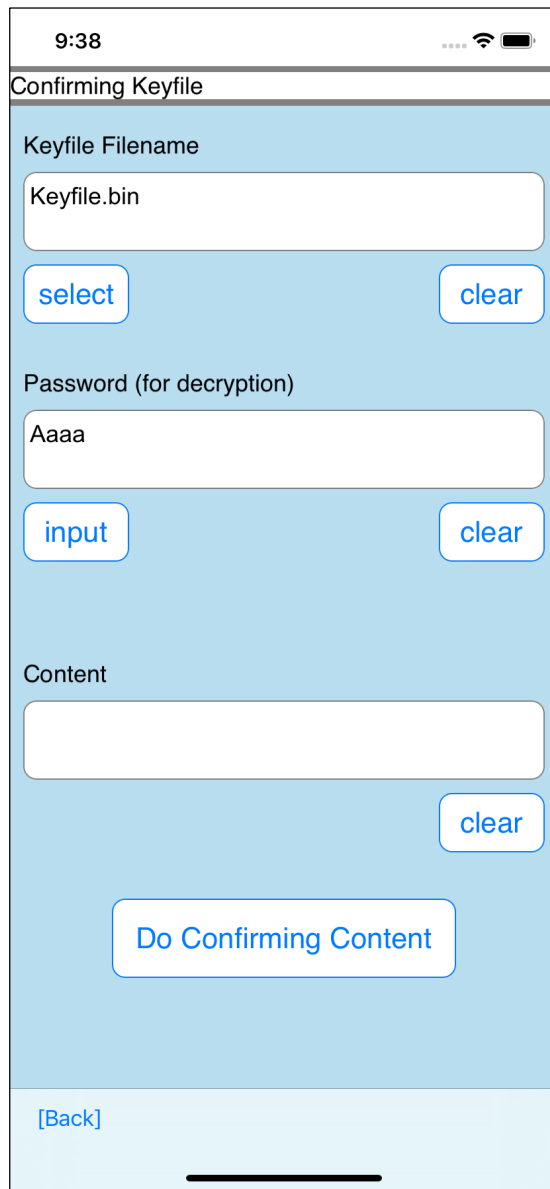 9:38
Confirming Keyfile
Keyfile Filename
Keyfile.bin
select clear
Password (for decryption)
Aaaa
input clear
Content
clear
Do Confirming Content
[Back]